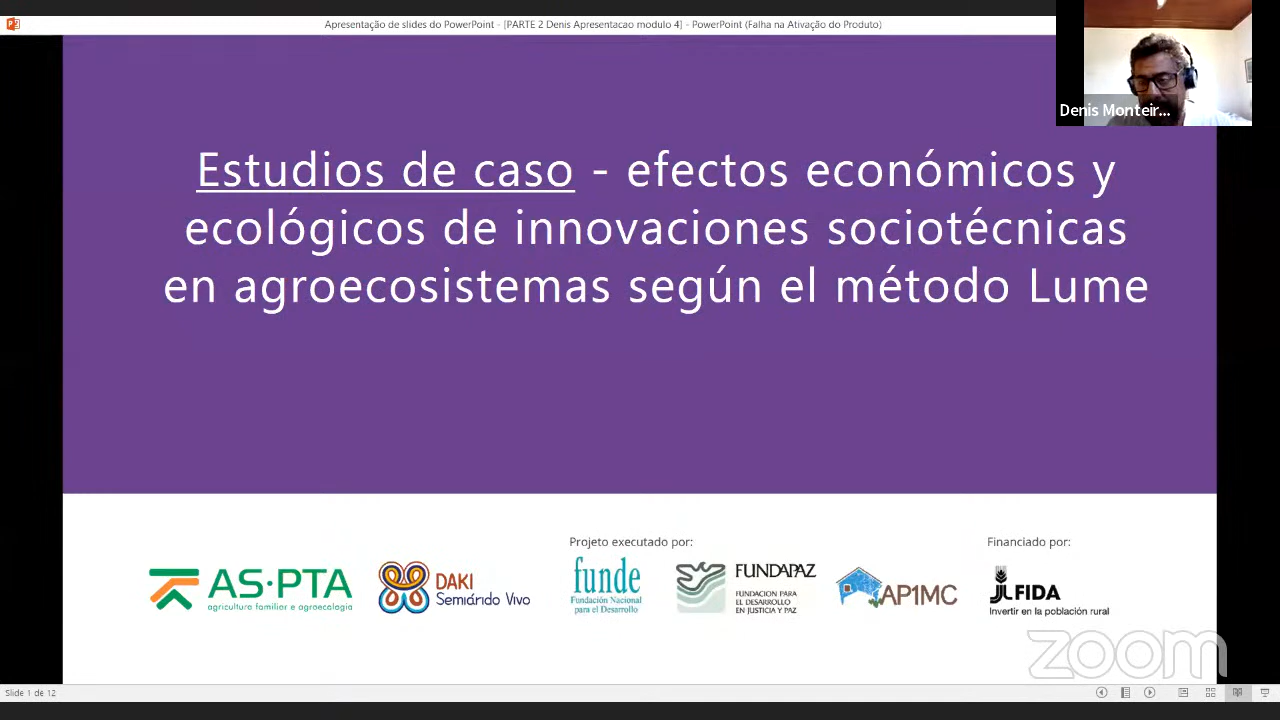 Apresentação de slides do PowerPoint - [PARTE 2 Denis Apresentacao modulo 4] - PowerPoint (Falha na Ativação do Produto)
Denis Monteir...
Estudios de caso - efectos económicos y
ecológicos de innovaciones sociotécnicas
en agroecosistemas según el método Lume
Projeto executado por:
Financiado por:
AS·PTA
agricultura familiar e agroecologia
DAKI
Semiárido Vivo
funde
Fundación Nacional
para el Desarrollo
FUNDAPAZ
FUNDACION PARA
EL DESARROLLO
EN JUSTICIA Y PAZ
AP1MC
JLFIDA
Invertir en la población rural
zoom
Slide 1 de 12